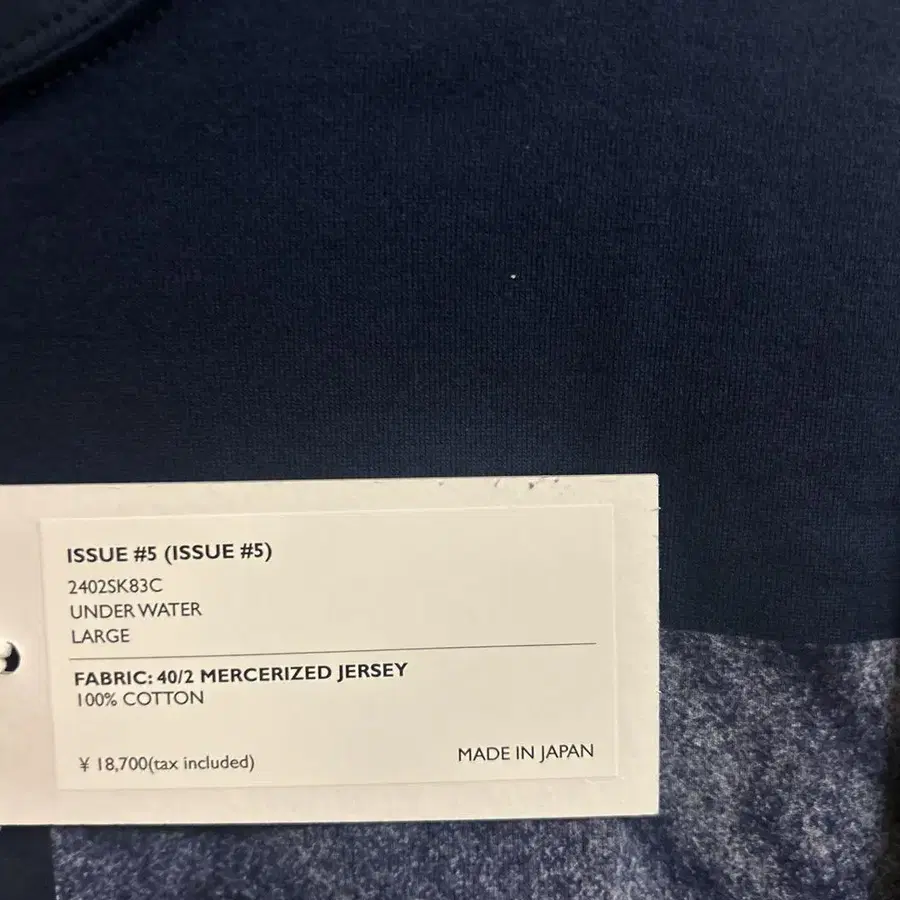 ISSUE #5 (ISSUE #5)
2402SK83C
UNDER WATER
LARGE
FABRIC: 40/2 MERCERIZED JERSEY
100% COTTON
¥ 18,700(tax included)
MADE IN JAPAN